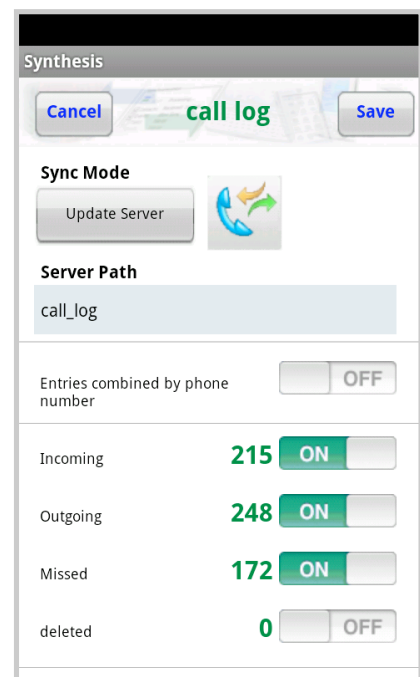 Synthesis
Cancel call log Save
Sync Mode
Update Server
Server Path
call_log
Entries combined by phone OFF
number
Incoming 215 ON
Outgoing 248 ON
Missed 172 ON
deleted 0 OFF